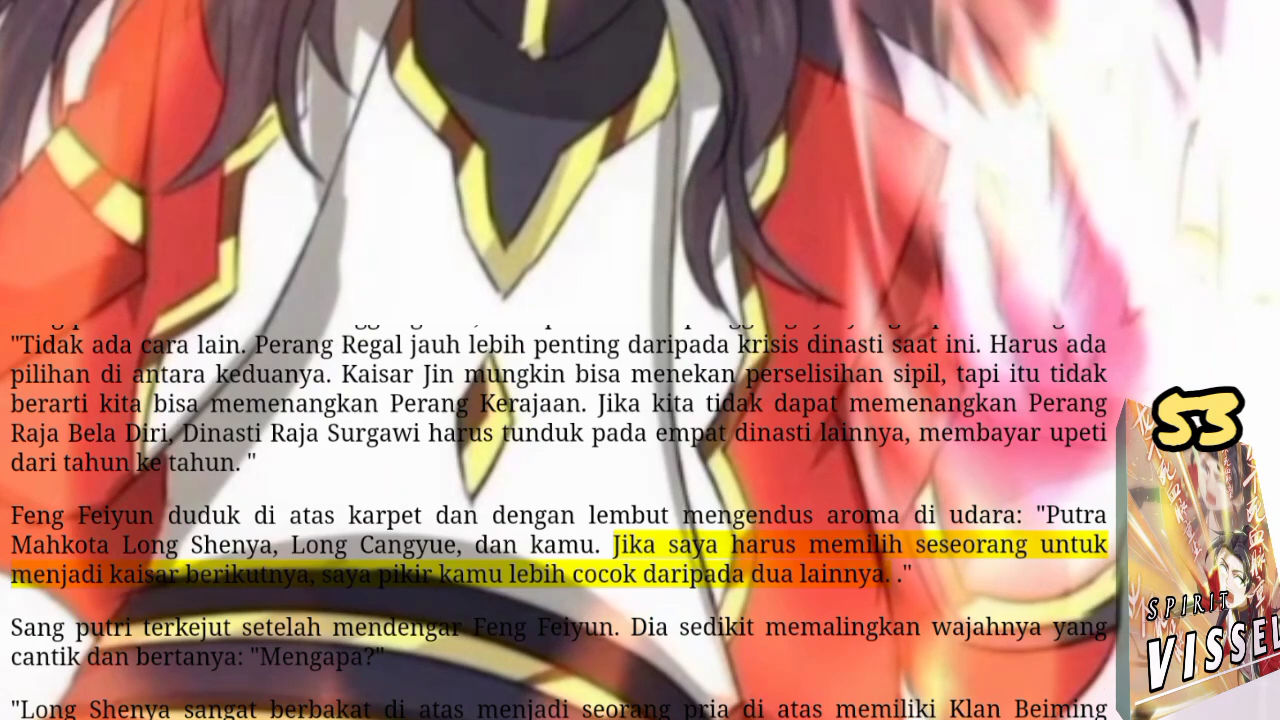 "Tidak ada cara lain. Perang Regal jauh lebih penting daripada krisis dinasti saat ini. Harus ada
pilihan di antara keduanya. Kaisar Jin mungkin bisa menekan perselisihan sipil, tapi itu tidak
berarti kita bisa memenangkan Perang Kerajaan. Jika kita tidak dapat memenangkan Perang
Raja Bela Diri, Dinasti Raja Surgawi harus tunduk pada empat dinasti lainnya, membayar upeti
dari tahun ke tahun. "
Feng Feiyun duduk di atas karpet dan dengan lembut mengendus aroma di udara: "Putra
Mahkota Long Shenya, Long Cangyue, dan kamu. Jika saya harus memilih seseorang untuk
menjadi kaisar berikutnya, saya pikir kamu lebih cocok daripada dua lainnya. ."
Sang putri terkejut setelah mendengar Feng Feiyun. Dia sedikit memalingkan wajahnya yang
cantik dan bertanya: "Mengapa?"
"Long Shenya sangat berbakat di atas menjadi seorang pria di atas memiliki Klan Beiming
53
SPIRIT
VISSEL